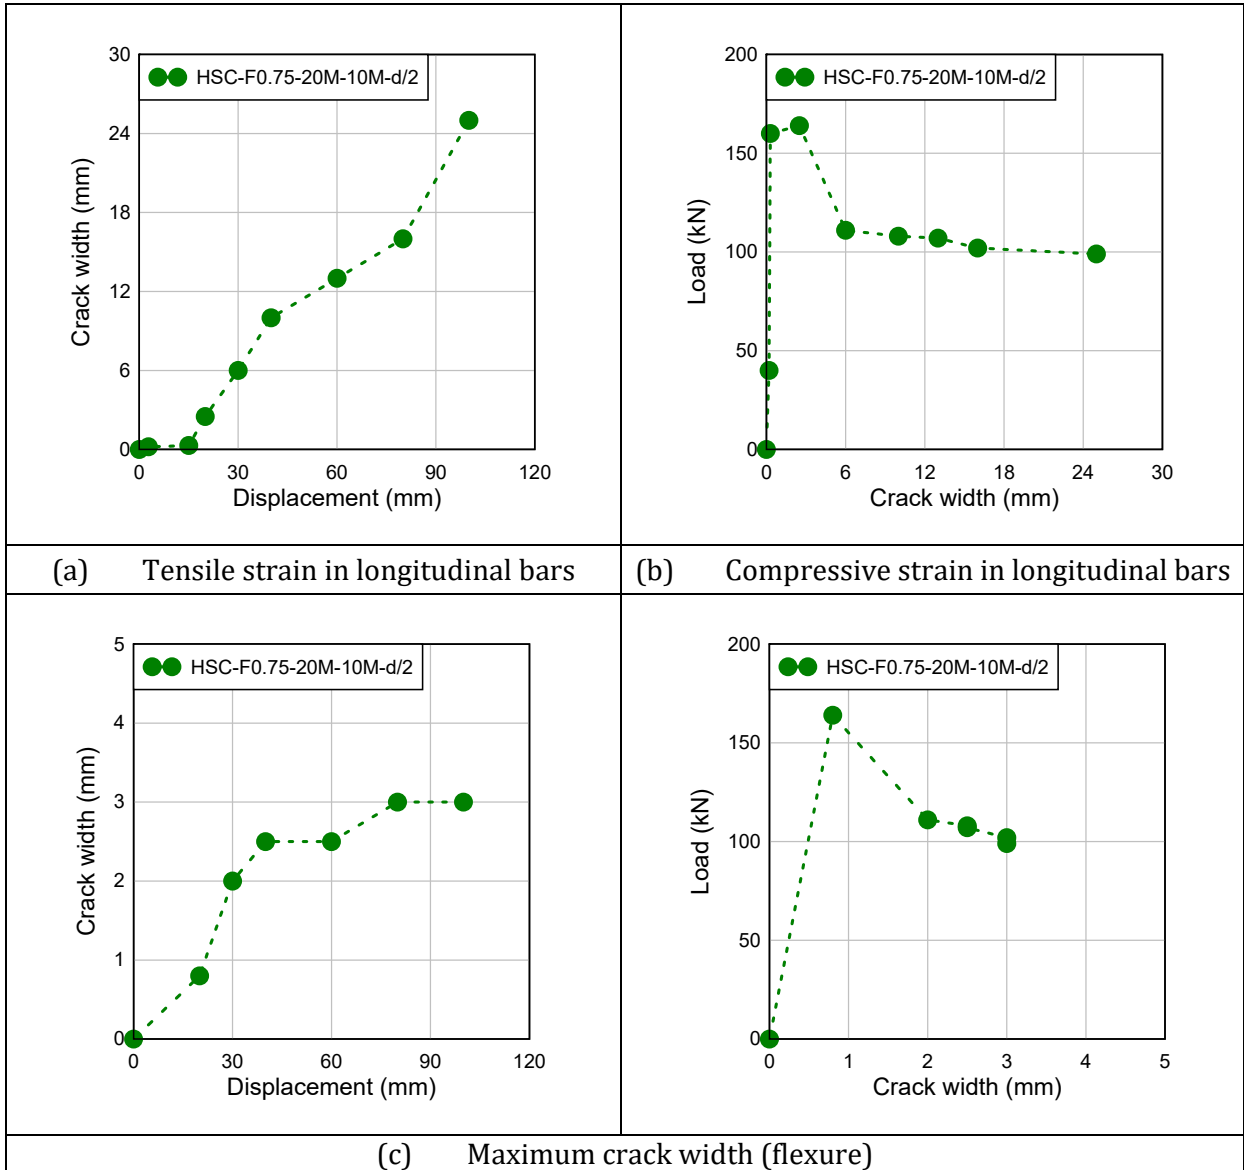 30
24
18
12
6
0
Crack width (mm)
HSC-F0.75-20M-10M-d/2
0 30 60 90 120
Displacement (mm)
200
150
100
50
0
Load (kN)
HSC-F0.75-20M-10M-d/2
0 6 12 18 24 30
Crack width (mm)
(a) Tensile strain in longitudinal bars
(b) Compressive strain in longitudinal bars
5
4
3
2
1
0
Crack width (mm)
HSC-F0.75-20M-10M-d/2
0 30 60 90 120
Displacement (mm)
200
150
100
50
0
Load (kN)
HSC-F0.75-20M-10M-d/2
0 1 2 3 4 5
Crack width (mm)
(c) Maximum crack width (flexure)